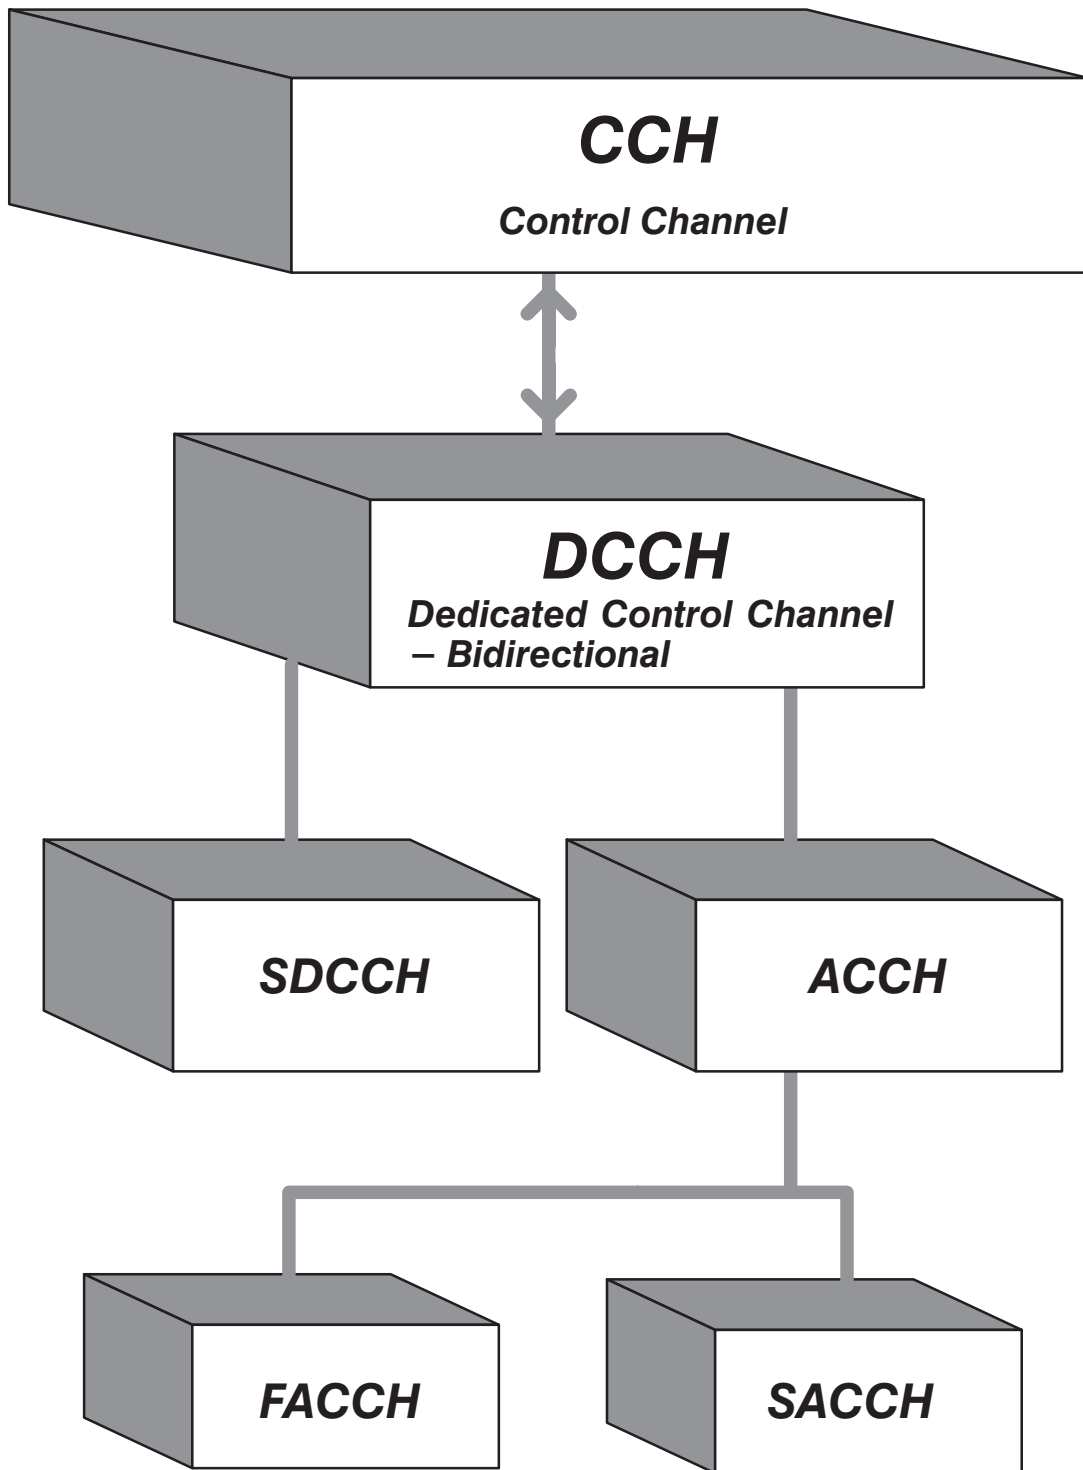 CCH
Control Channel
DCCH
Dedicated Control Channel
– Bidirectional
SDCCH
ACCH
FACCH
SACCH